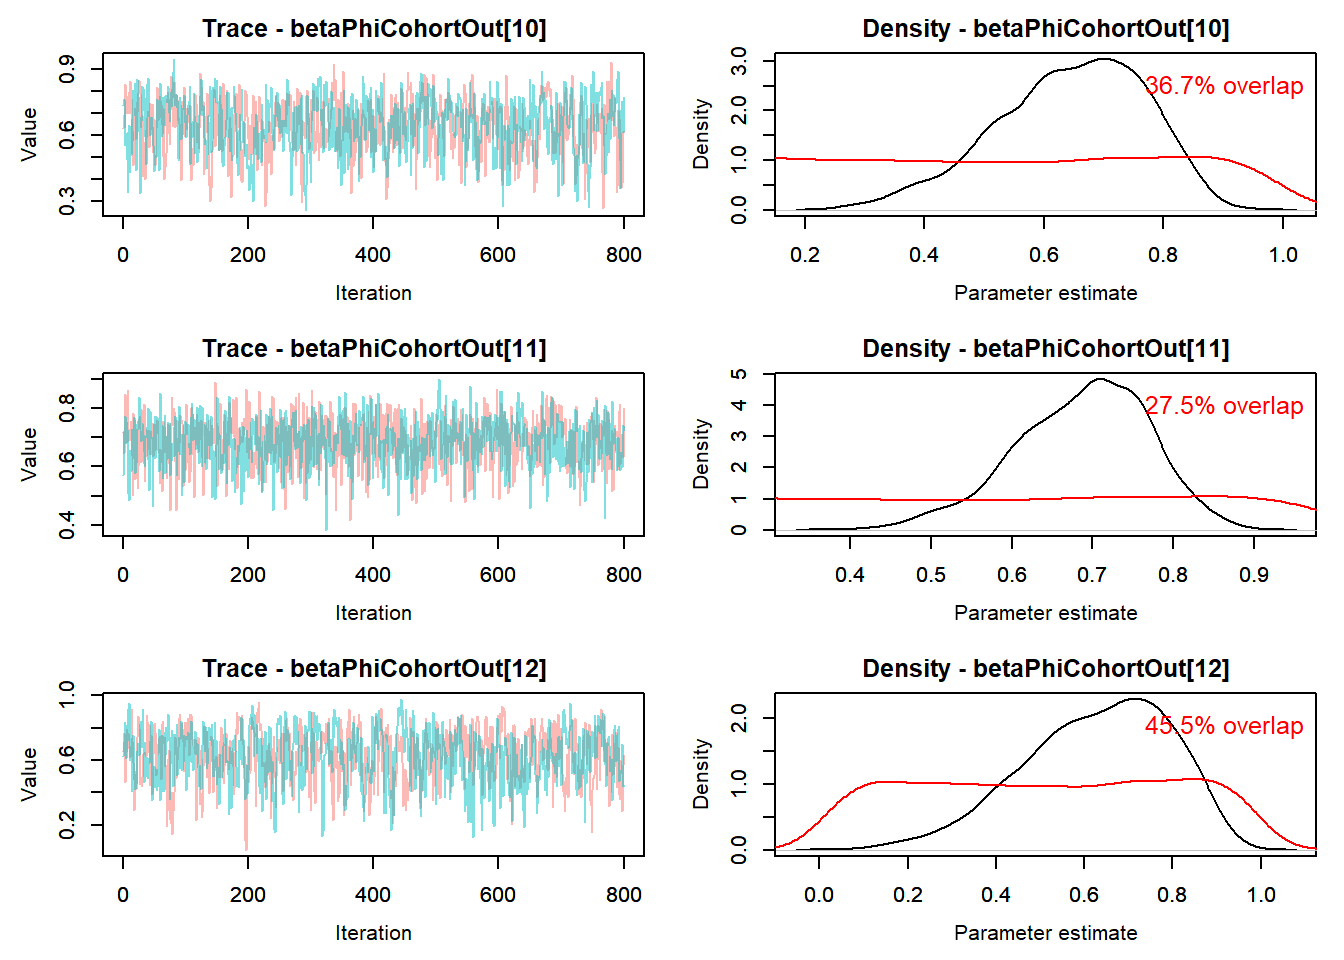 Trace - betaPhiCohortOut[10]
Value
0.3
0.6
0.9
0
200
400
600
800
Iteration
Density - betaPhiCohortOut[10]
Density
0.0
1.0
2.0
3.0
36.7% overlap
0.2
0.4
0.6
0.8
1.0
Parameter estimate
Trace - betaPhiCohortOut[11]
Value
0.4
0.6
0.8
0
200
400
600
800
Iteration
Density - betaPhiCohortOut[11]
Density
0
1
2
3
4
5
27.5% overlap
0.4
0.5
0.6
0.7
0.8
0.9
Parameter estimate
Trace - betaPhiCohortOut[12]
Value
0.2
0.6
1.0
0
200
400
600
800
Iteration
Density - betaPhiCohortOut[12]
Density
0.0
1.0
2.0
45.5% overlap
0.0
0.2
0.4
0.6
0.8
1.0
Parameter estimate